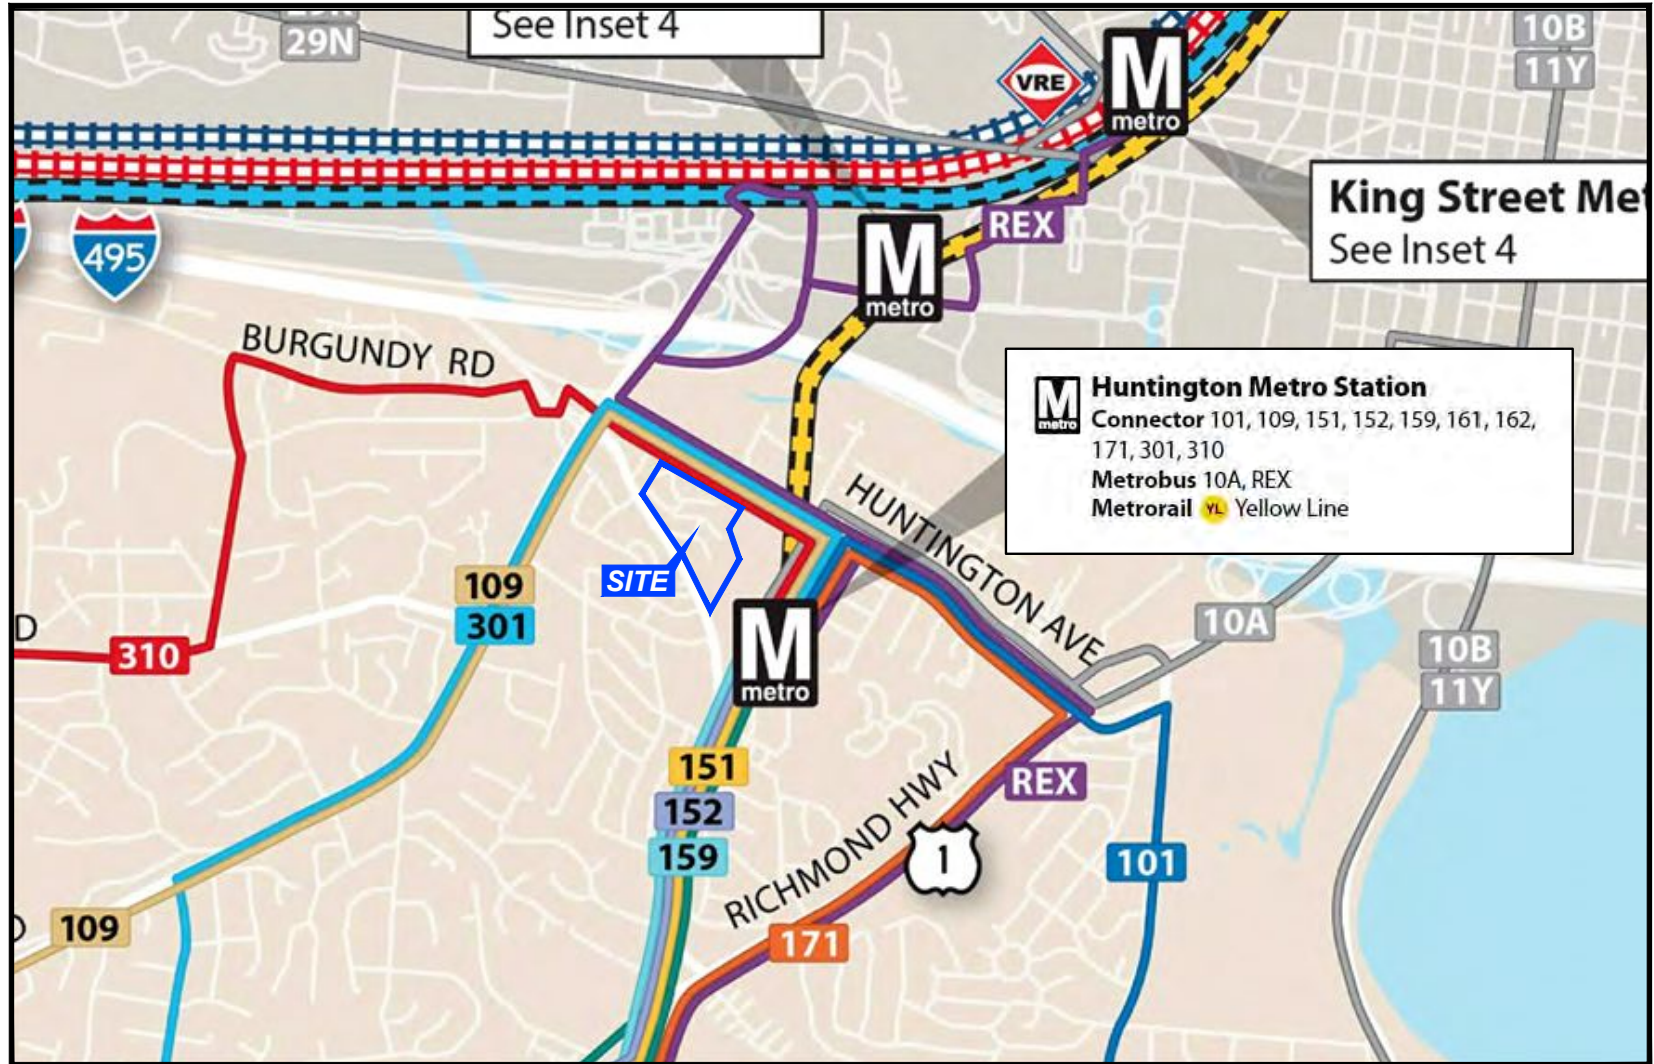 29N
See Inset 4
VRE
M
metro
10B
11Y
King Street Met
See Inset 4
495
REX
M
metro
BURGUNDY RD
M
metro
Huntington Metro Station
Connector 101, 109, 151, 152, 159, 161, 162,
171, 301, 310
Metrobus 10A, REX
Metrorail YL Yellow Line
HUNTINGTON AVE
109
301
SITE
D
310
M
metro
10A
10B
11Y
151
152
159
REX
RICHMOND HWY
1
101
109
171